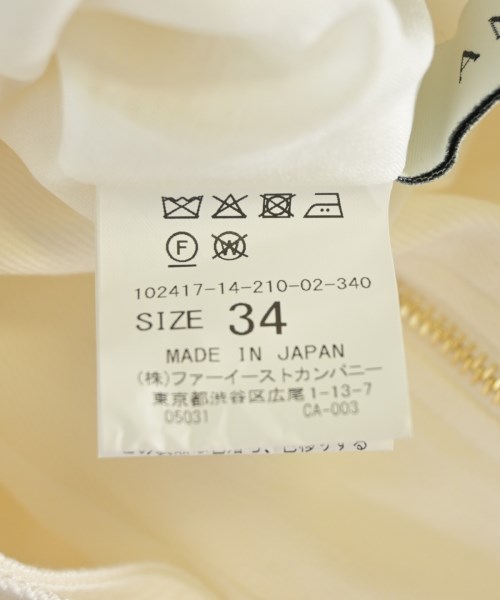 F W
102417-14-210-02-340
SIZE 34
MADE IN JAPAN
(株)ファーイーストカンパニー
東京都渋谷区広尾1-13-7
05031 CA-003